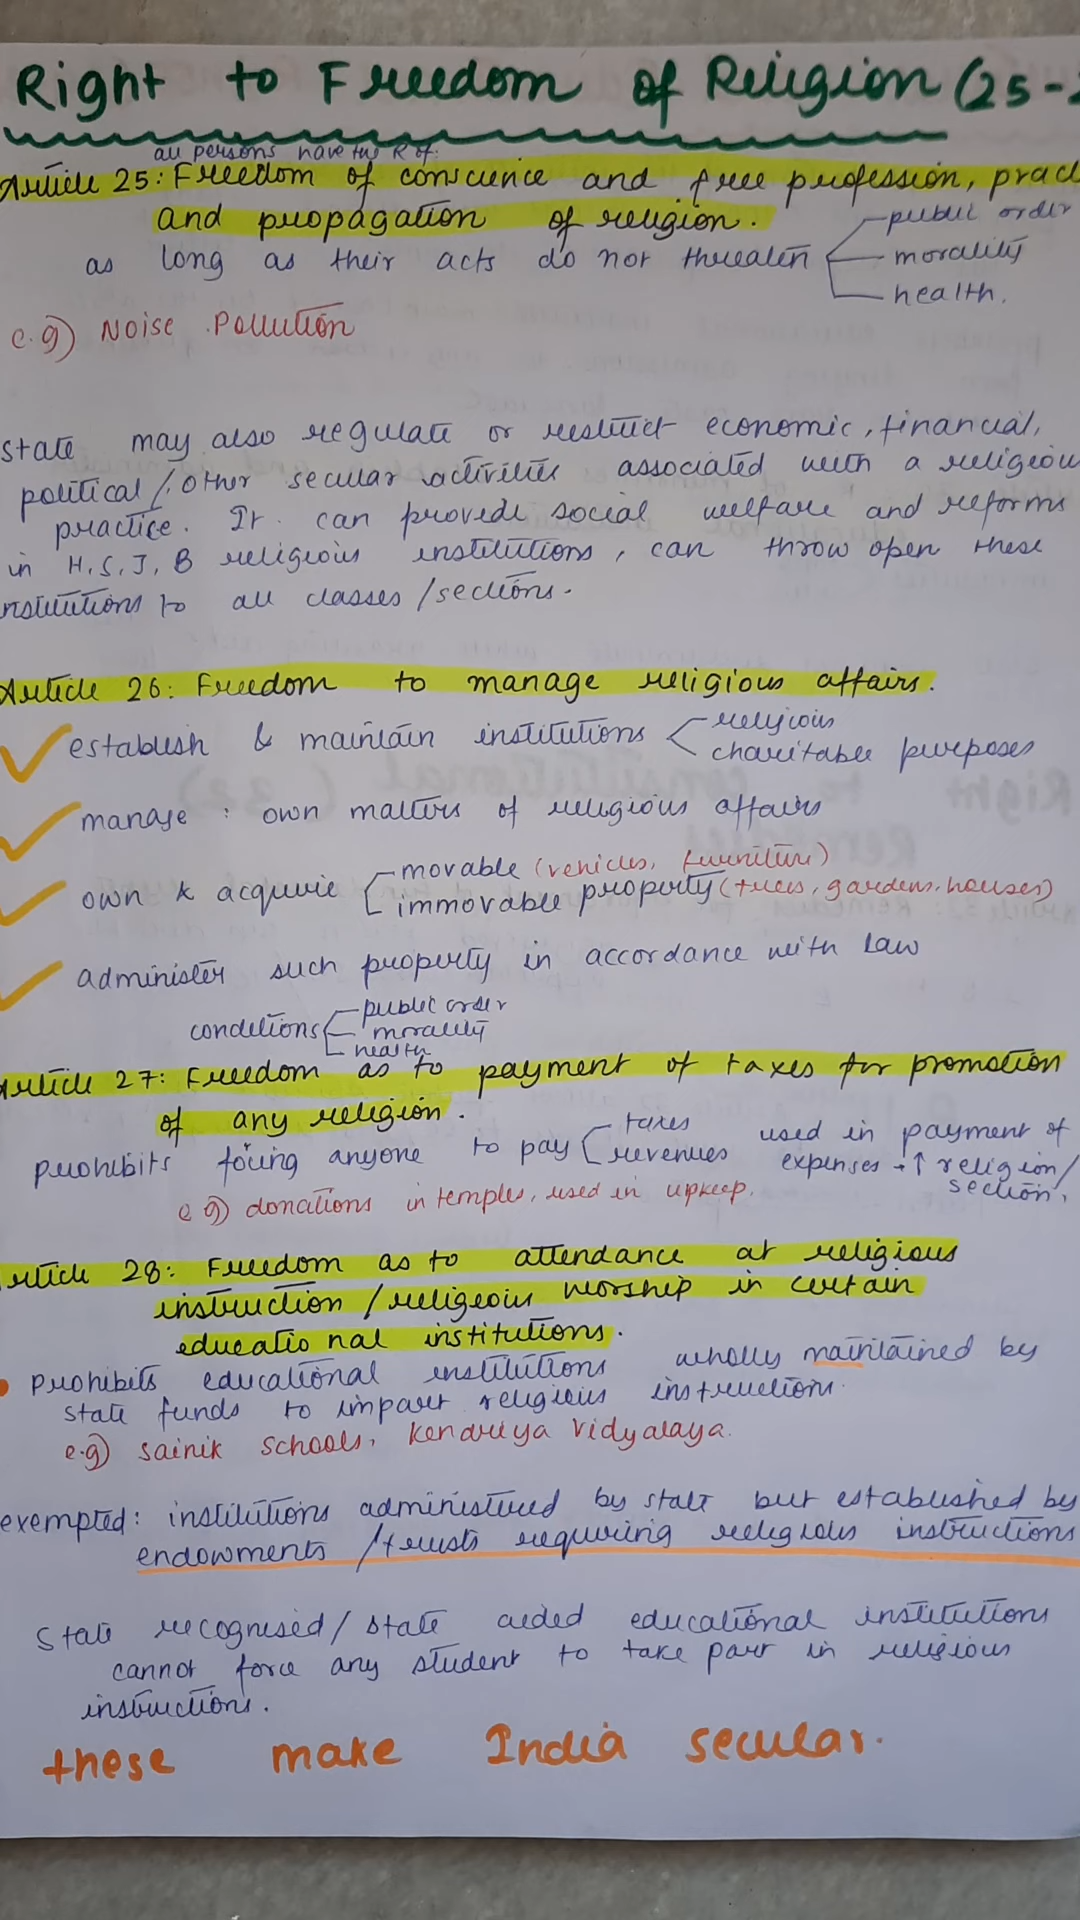 Right to Freedom of Religion (25-2
all persons have the R of:
Article 25: Freedom of conscience and free profession, pract
and propagation of religion.
as long as their acts do not threaten
public order
morality
health.
e.g) Noise Pollution
state may also regulate or restrict economic, financial,
political/other secular activities associated with a religious
practice. It can provide social welfare and reforms
in H, S, J, B religious institutions, can throw open these
nstitutions to all classes/sections.
Article 26: Freedom to manage religious affairs.
establish & maintain institutions
religious
charitable purposes
manage: own matters of religious affairs
own & acquire
movable (vehicles, furniture)
immovable property (trees, gardens, houses)
administer such property in accordance with law
conditions
public order
morality
health
Article 27: Freedom as to payment of taxes for promotion
of any religion.
prohibits focing anyone to pay
taxes
revenues
used in payment of
expenses → ↑ religion/
section.
e g) donations in temples, used in upkeep.
rticle 28: Freedom as to attendance at religious
instruction/religious worship in certain
educational institutions.
prohibits educational institutions wholly maintained by
state funds to impart religious instructions.
e.g) sainik schools, Kendriya Vidyalaya.
exempted: institutions administered by state but established by
endowments/trusts requiring religious instructions
State recognised/state aided educational institutions
cannot force any student to take part in religious
instructions.
these make India secular.